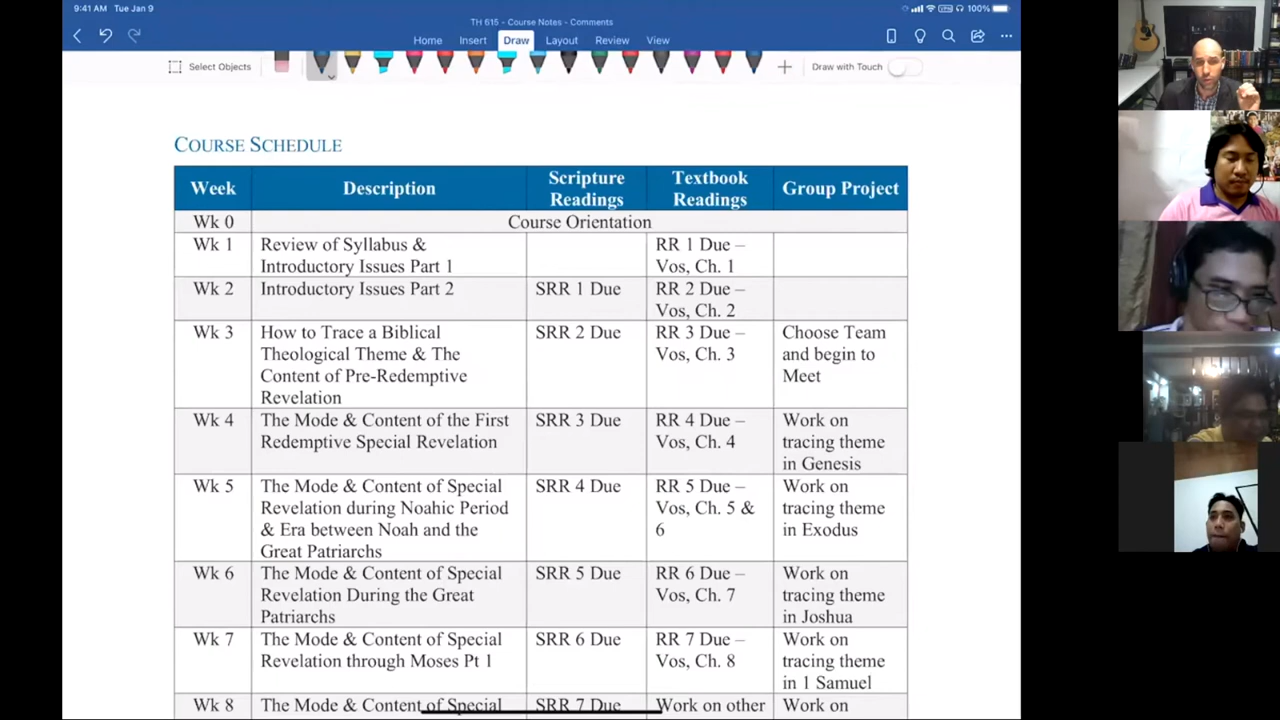 9:41 AM Tue Jan 9
100%
TH 615 - Course Notes - Comments
Home Insert Draw Layout Review View
Select Objects
Draw with Touch
COURSE SCHEDULE
Week Description Scripture Readings Textbook Readings Group Project
Wk 0 Course Orientation
Wk 1 Review of Syllabus & RR 1 Due –
Introductory Issues Part 1 Vos, Ch. 1
Wk 2 Introductory Issues Part 2 SRR 1 Due RR 2 Due –
Vos, Ch. 2
Wk 3 How to Trace a Biblical SRR 2 Due RR 3 Due – Choose Team
Theological Theme & The Vos, Ch. 3 and begin to
Content of Pre-Redemptive Meet
Revelation
Wk 4 The Mode & Content of the First SRR 3 Due RR 4 Due – Work on
Redemptive Special Revelation Vos, Ch. 4 tracing theme
in Genesis
Wk 5 The Mode & Content of Special SRR 4 Due RR 5 Due – Work on
Revelation during Noahic Period Vos, Ch. 5 & tracing theme
& Era between Noah and the 6 in Exodus
Great Patriarchs
Wk 6 The Mode & Content of Special SRR 5 Due RR 6 Due – Work on
Revelation During the Great Vos, Ch. 7 tracing theme
Patriarchs in Joshua
Wk 7 The Mode & Content of Special SRR 6 Due RR 7 Due – Work on
Revelation through Moses Pt 1 Vos, Ch. 8 tracing theme
in 1 Samuel
Wk 8 The Mode & Content of Special SRR 7 Due Work on other Work on